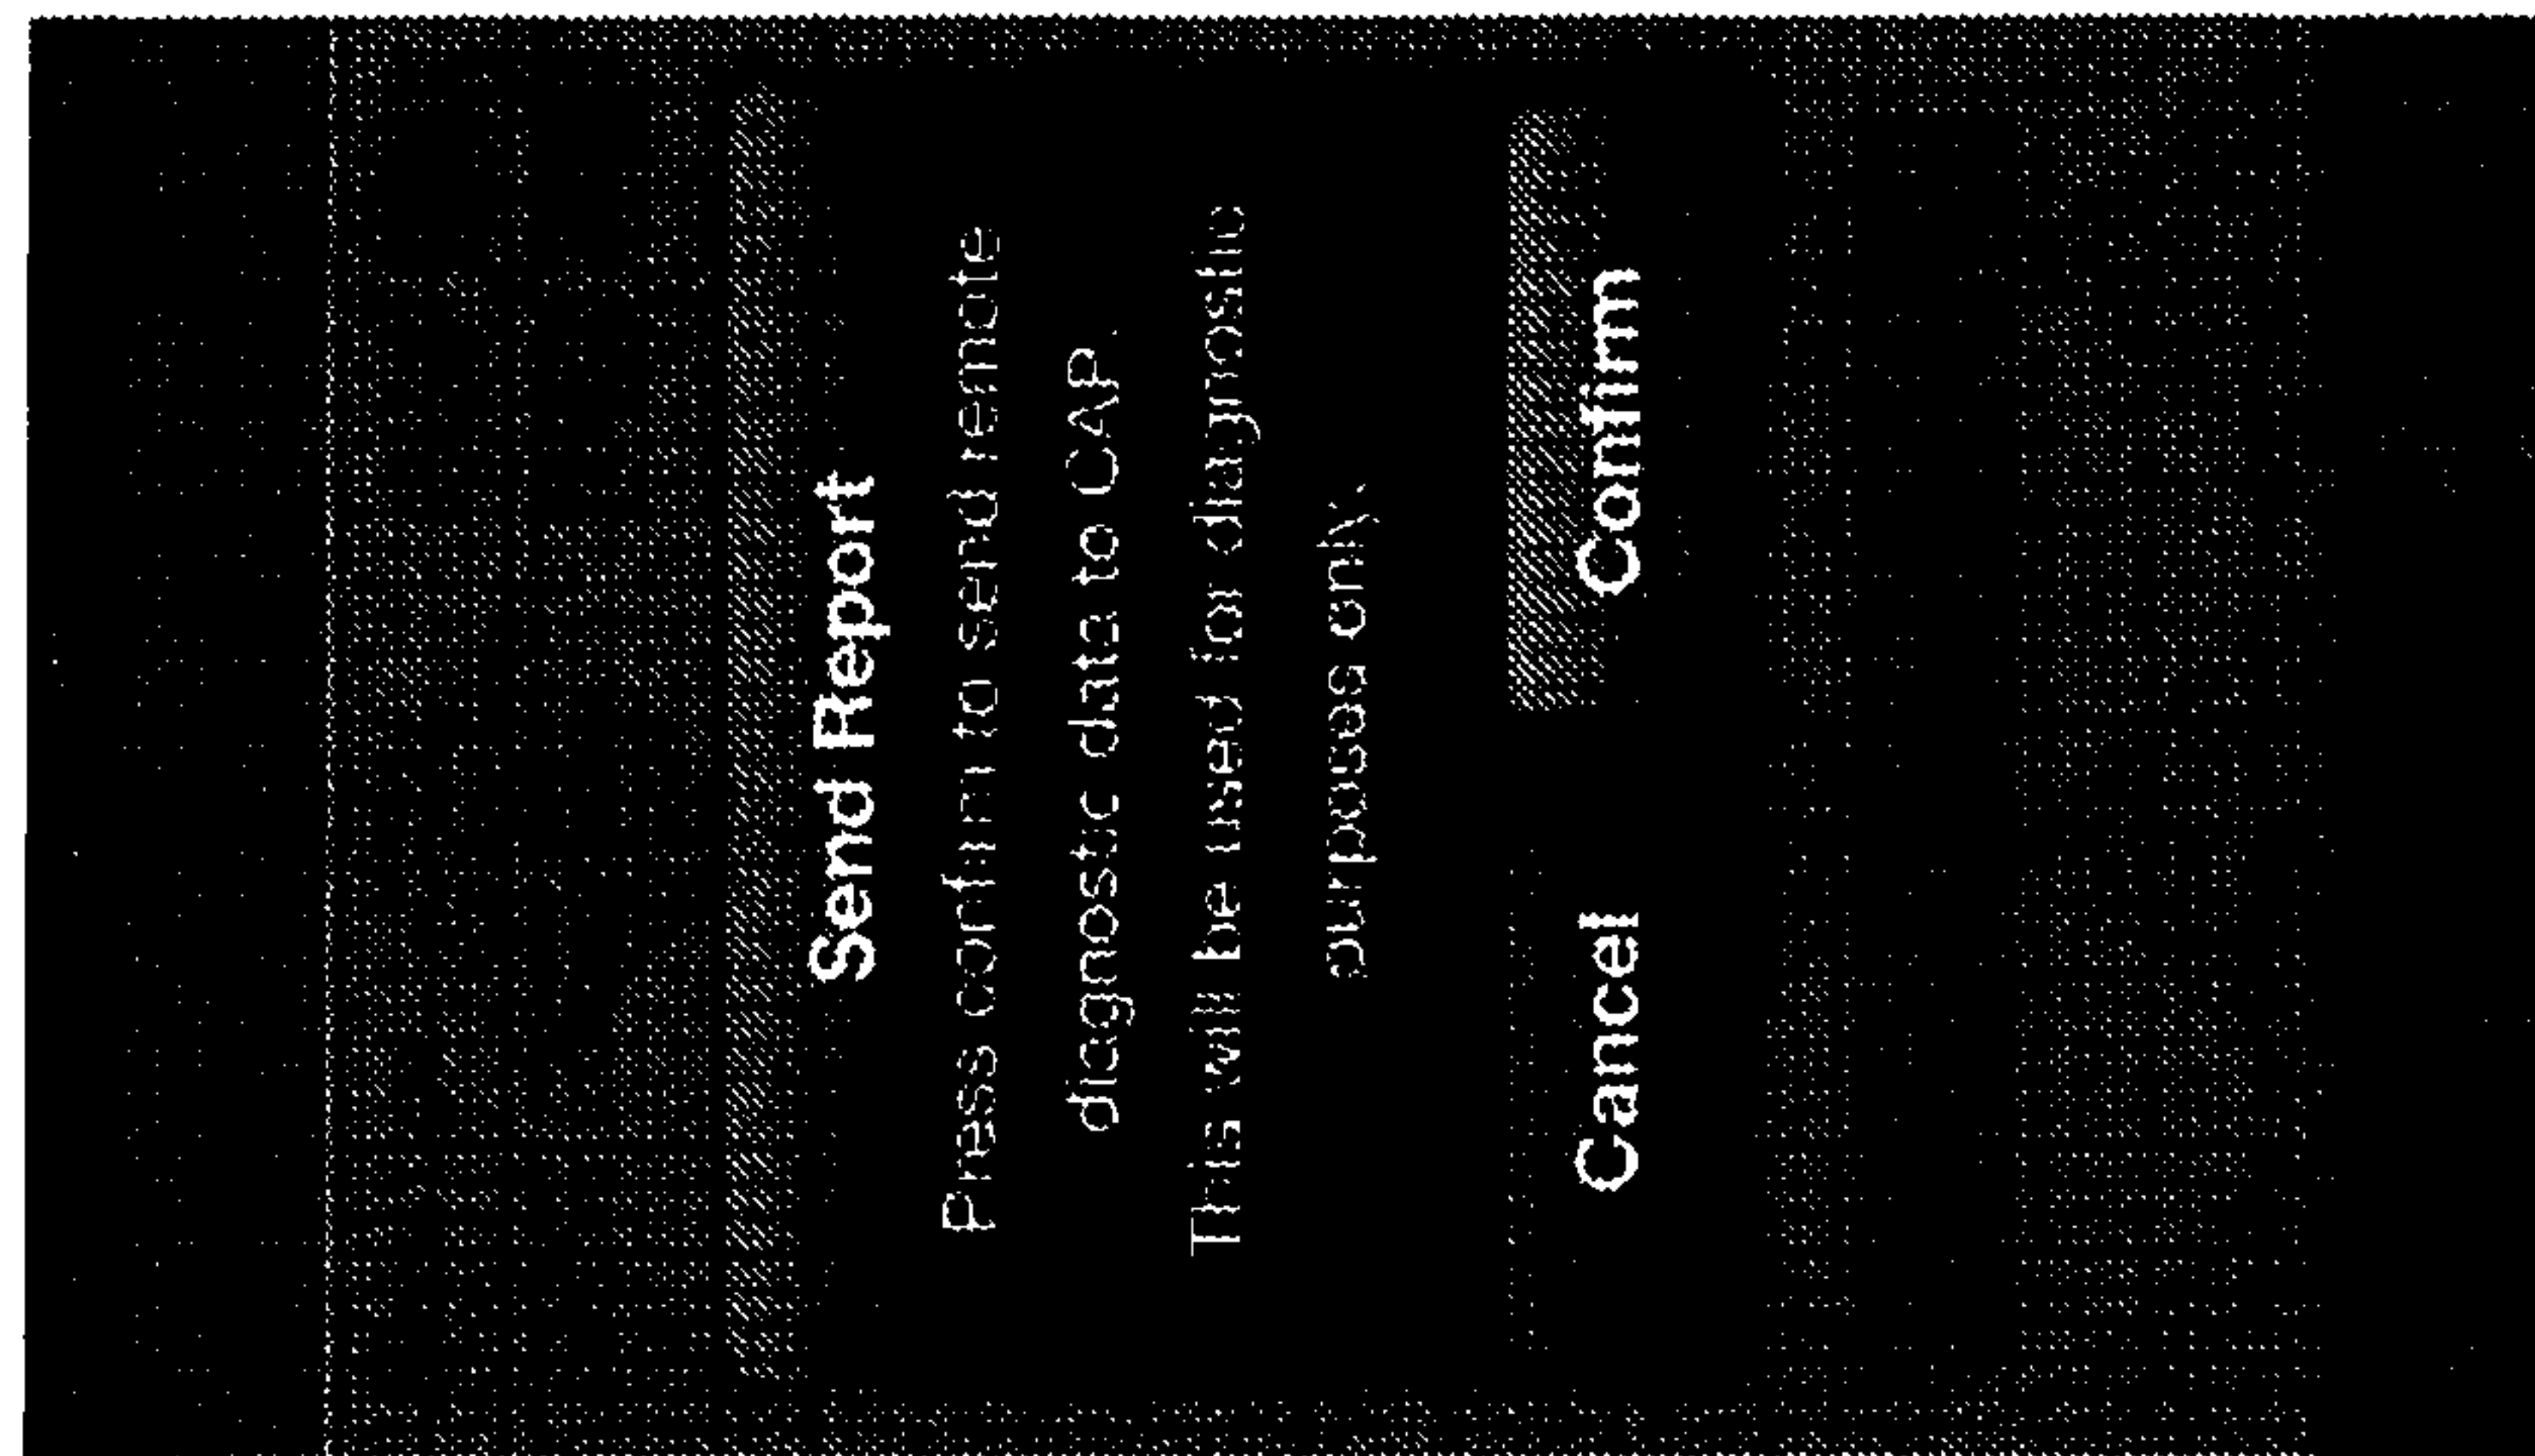 Send Report
Press confirm to send remote
diagnostic data to CAP.
This will be used for diagnostic
purposes only.
Cancel Confirm